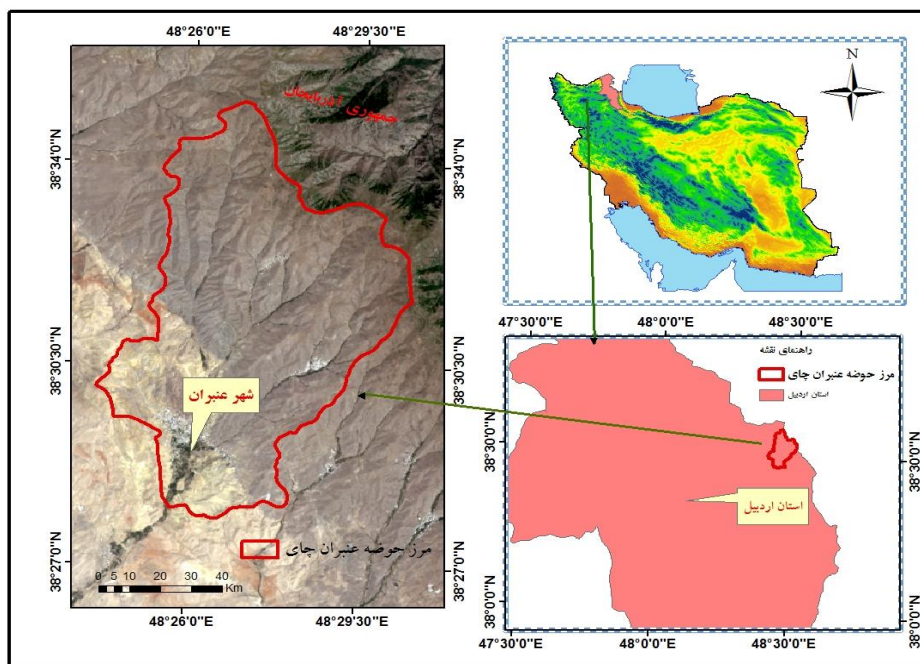 48°26'0"E
48°29'30"E
38°34'0"N
38°34'0"N
جمهوری آذربایجان
38°30'0"N
38°30'0"N
شهر عنبران
38°27'0"N
38°27'0"N
مرز حوضه عنبران چای
0 5 10 20 30 40
Km
48°26'0"E
48°29'30"E
N
47°30'0"E
48°0'0"E
48°30'0"E
راهنمای نقشه
مرز حوضه عنبران چای
استان اردبیل
38°30'0"N
38°30'0"N
استان اردبیل
38°0'0"N
38°0'0"N
47°30'0"E
48°0'0"E
48°30'0"E